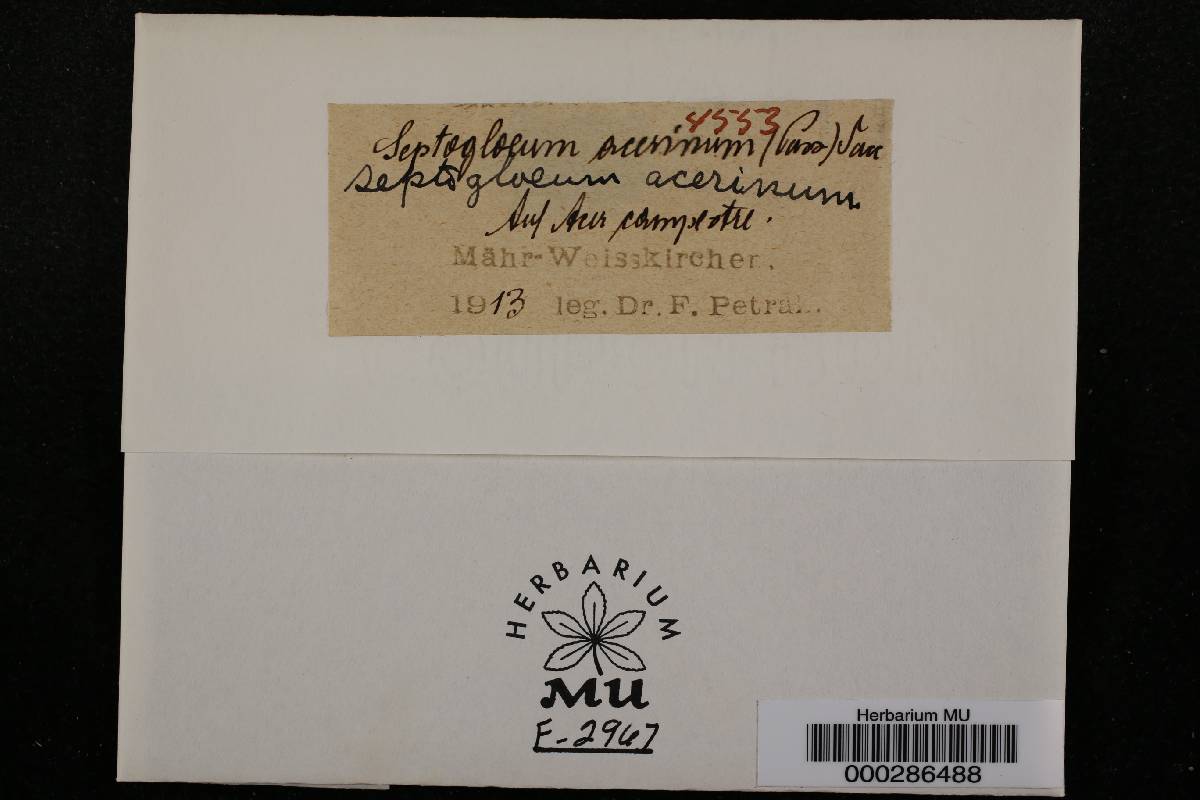 4553
Septogloeum acerinum (Pass) Sacc
septogloeum acerinum
Auf Acer campestre.
Mähr-Weisskirchen.
1913 leg. Dr. F. Petrak.
HERBARIUM
MU
F-2967
Herbarium MU
000286488